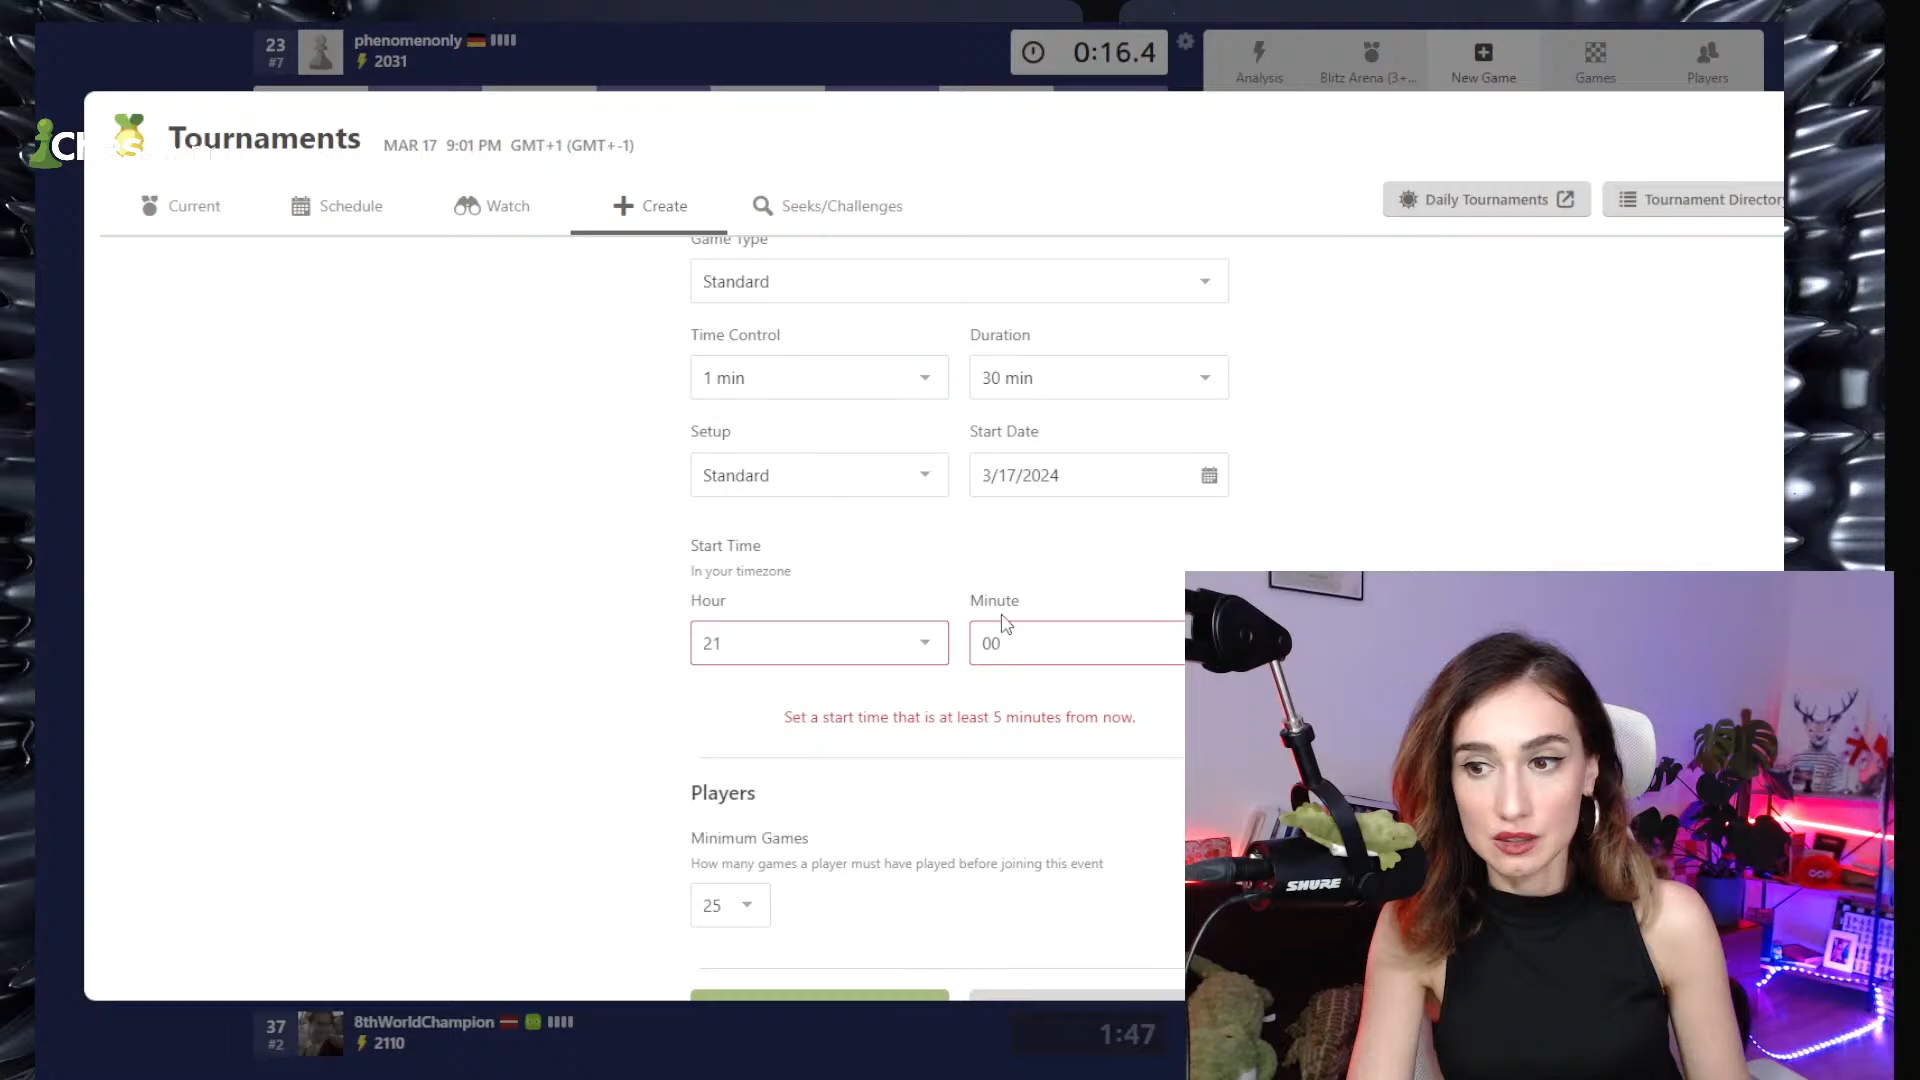 23
#7
phenomenonly
2031
0:16.4
Analysis
Blitz Arena (3+...
New Game
Games
Players
Tournaments
MAR 17 9:01 PM GMT+1 (GMT+-1)
Current
Schedule
Watch
Create
Seeks/Challenges
Daily Tournaments
Tournament Directory
Game Type
Standard
Time Control
Duration
1 min
30 min
Setup
Start Date
Standard
3/17/2024
Start Time
In your timezone
Hour
Minute
21
00
Set a start time that is at least 5 minutes from now.
Players
Minimum Games
How many games a player must have played before joining this event
25
SHURE
37
#2
8thWorldChampion
2110
1:47